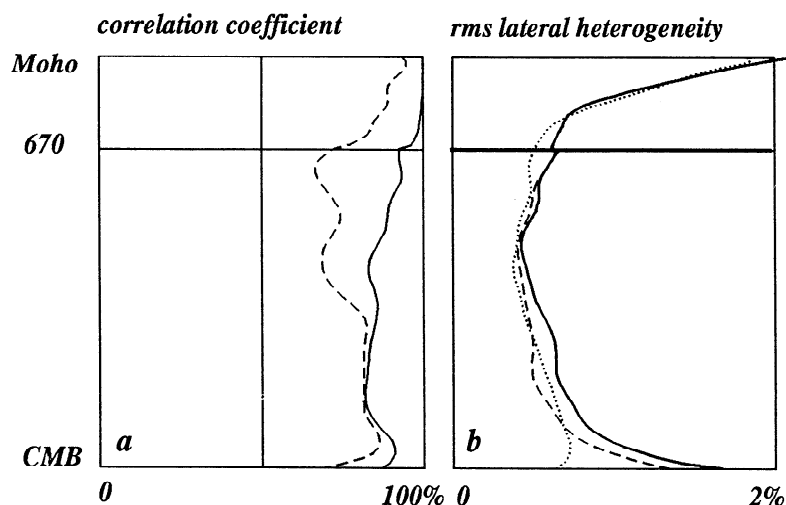 correlation coefficient
rms lateral heterogeneity
Moho
670
CMB
a
b
0
100%
0
2%